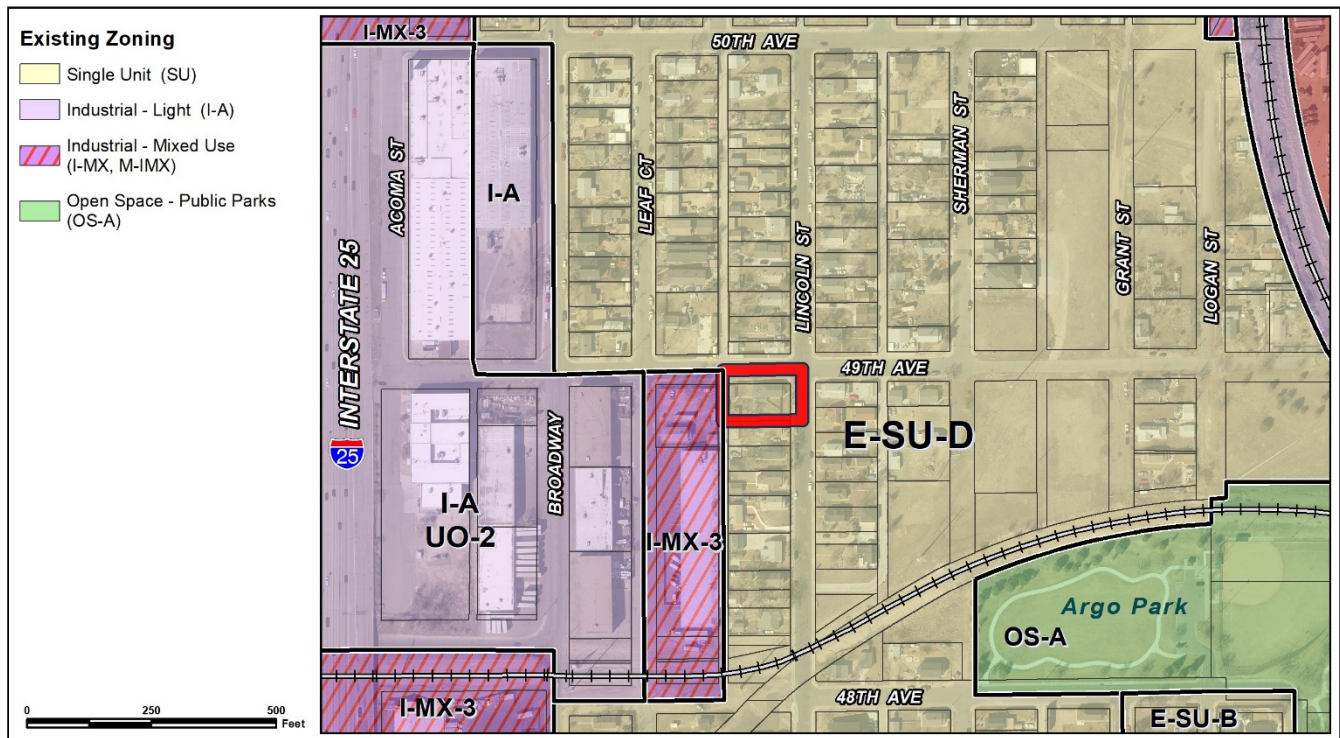 Existing Zoning
Single Unit (SU)
Industrial - Light (I-A)
Industrial - Mixed Use
(I-MX, M-IMX)
Open Space - Public Parks
(OS-A)
I-MX-3
50TH AVE
ACOMA ST
I-A
LEAF CT
LINCOLN ST
SHERMAN ST
GRANT ST
LOGAN ST
INTERSTATE 25
25
49TH AVE
E-SU-D
BROADWAY
I-A
UO-2
I-MX-3
Argo Park
OS-A
48TH AVE
I-MX-3
E-SU-B
0 250 500
Feet